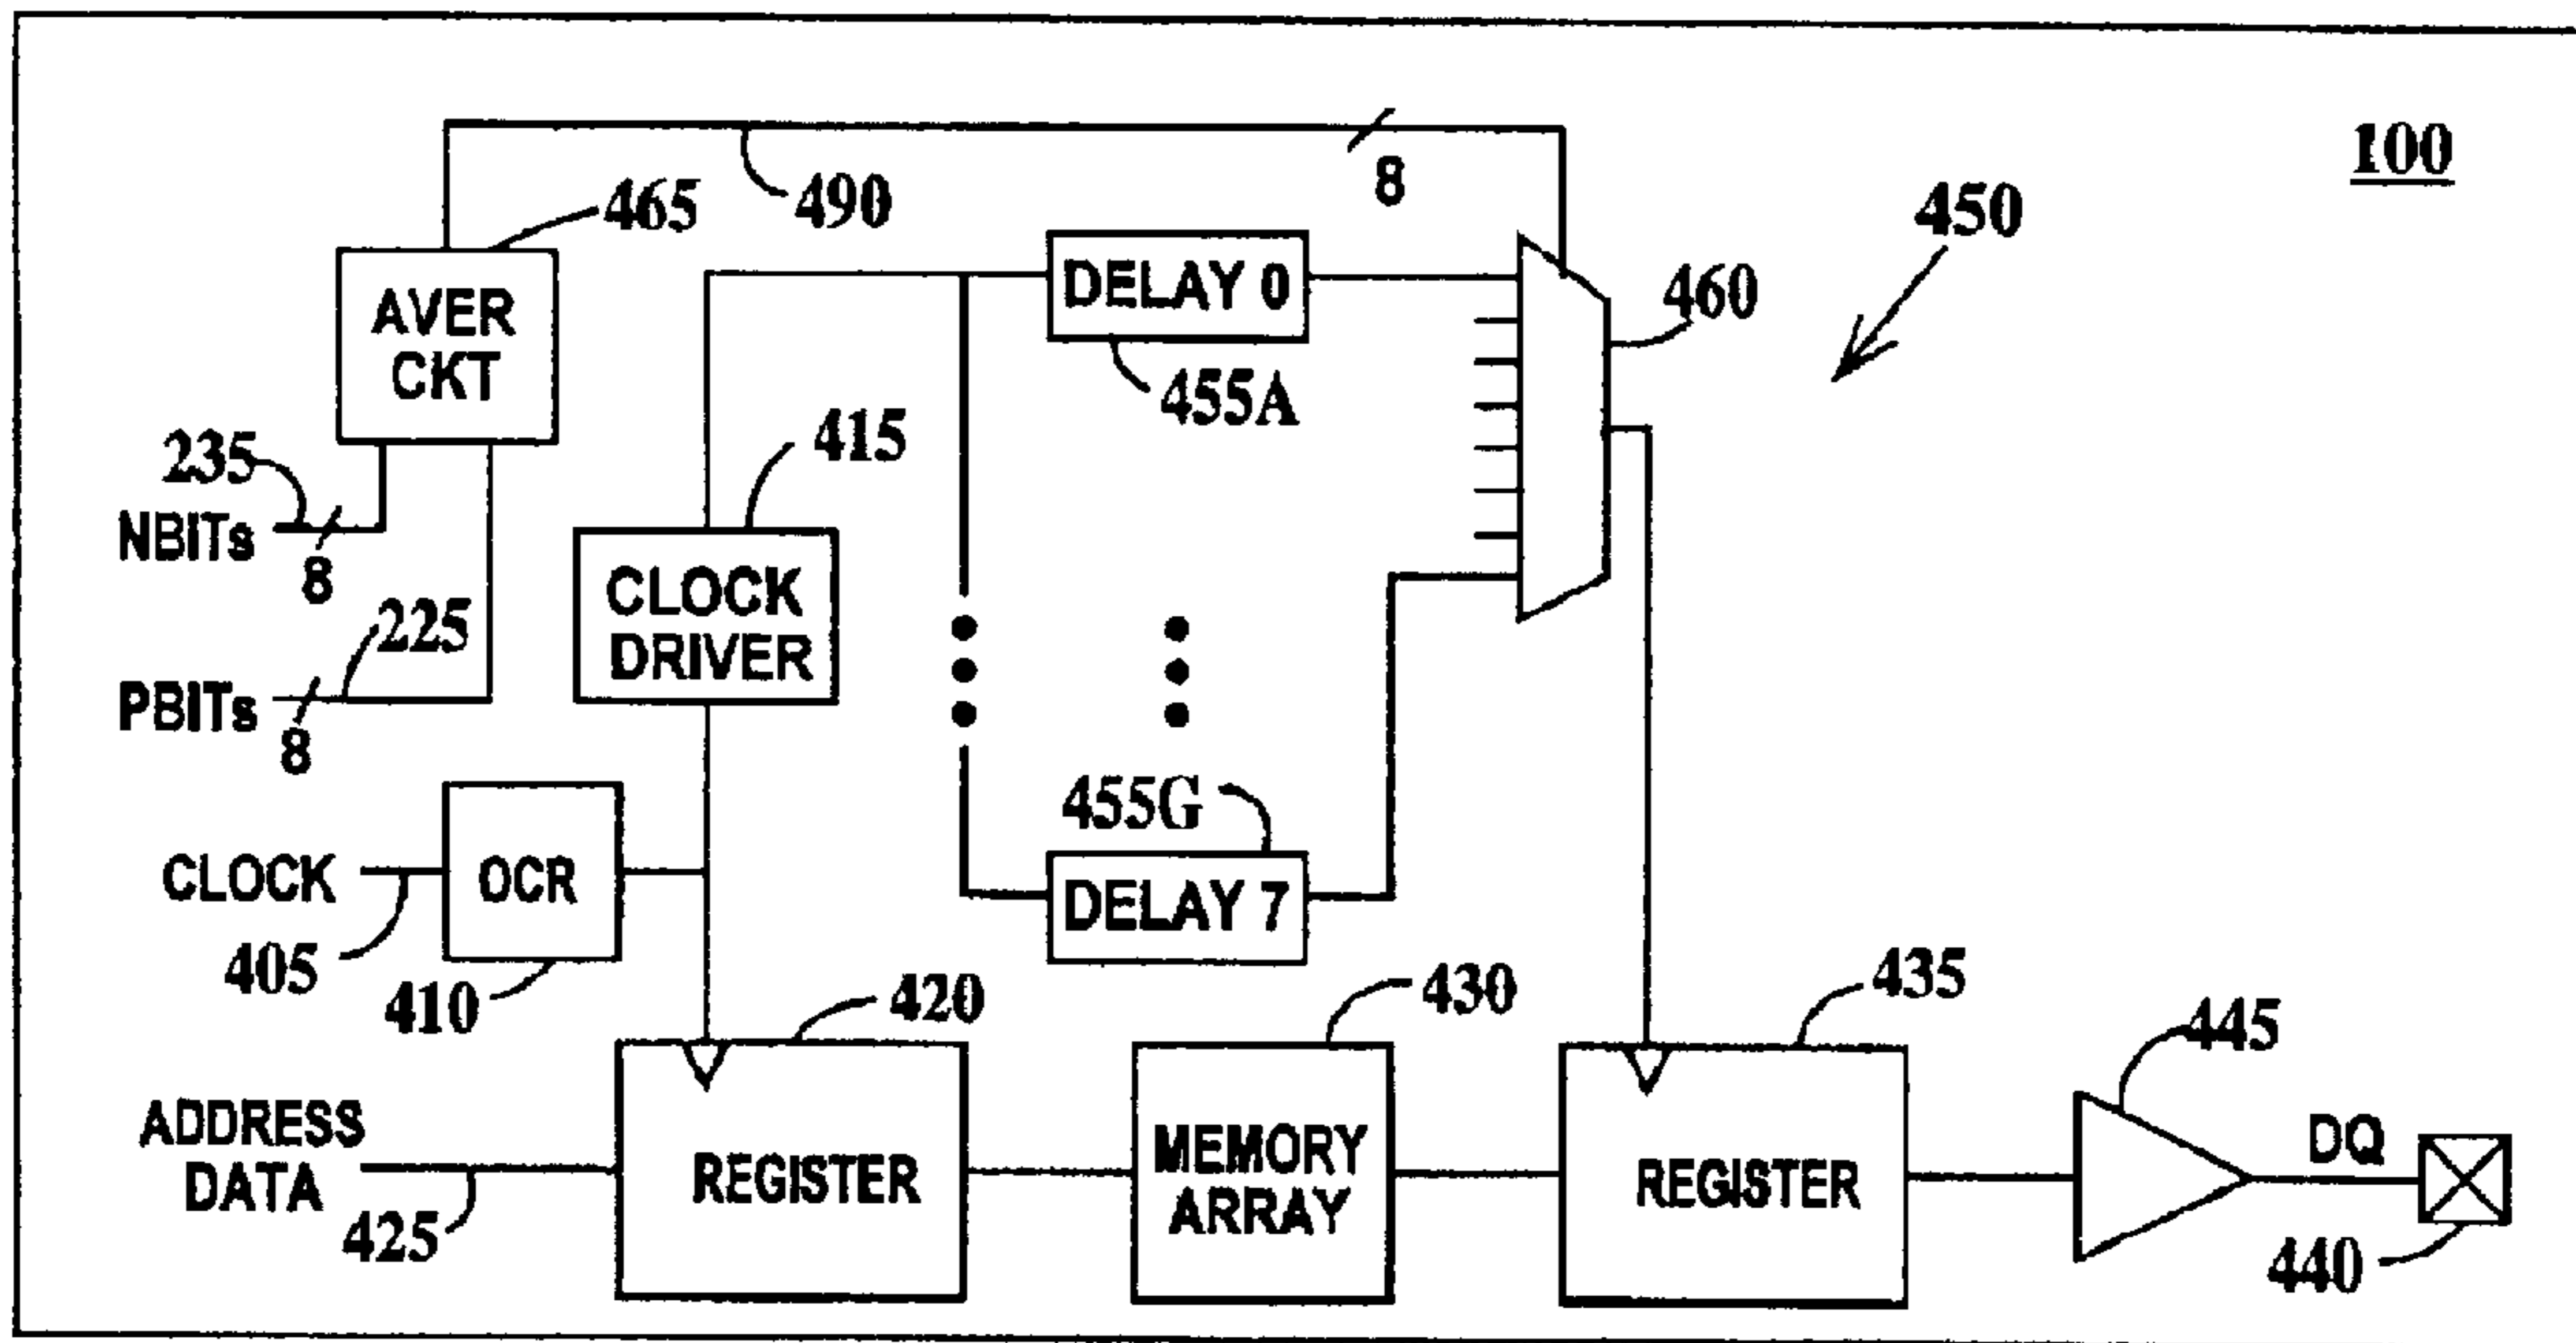 100
490
8
465
450
AVER
CKT
DELAY 0
460
455A
235
415
NBITs
8
CLOCK
DRIVER
225
PBITs
8
455G
CLOCK
OCR
DELAY 7
405
410
420
430
435
445
ADDRESS
DATA
REGISTER
MEMORY
ARRAY
REGISTER
DQ
425
440